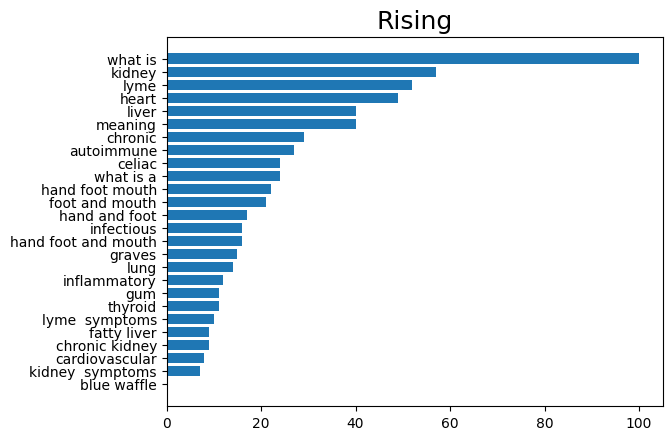 Rising
what is
kidney
lyme
heart
liver
meaning
chronic
autoimmune
celiac
what is a
hand foot mouth
foot and mouth
hand and foot
infectious
hand foot and mouth
graves
lung
inflammatory
gum
thyroid
lyme  symptoms
fatty liver
chronic kidney
cardiovascular
kidney  symptoms
blue waffle
0 20 40 60 80 100